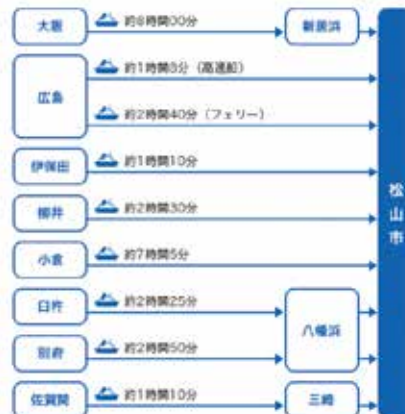 大阪
約8時間00分
新居浜
広島
約1時間8分（高速船）
約2時間40分（フェリー）
伊保田
約1時間10分
柳井
約2時間30分
小倉
約7時間5分
臼杵
約2時間25分
八幡浜
別府
約2時間50分
佐賀関
約1時間10分
三崎
松山市